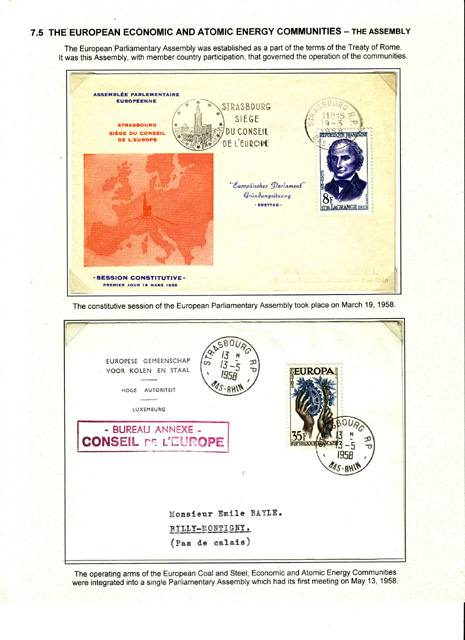 7.5 THE EUROPEAN ECONOMIC AND ATOMIC ENERGY COMMUNITIES – THE ASSEMBLY
The European Parliamentary Assembly was established as a part of the terms of the Treaty of Rome.
It was this Assembly, with member country participation, that governed the operation of the communities.
ASSEMBLÉE PARLEMENTAIRE
EUROPÉENNE
STRASBOURG
SIÈGE DU CONSEIL
DE L'EUROPE
STRASBOURG
SIÈGE
DU CONSEIL
DE L'EUROPE
STRASBOURG R.P.
11H15
19-3
1958
RÉPUBLIQUE FRANÇAISE
8F
LAGRANGE
"Europäisches Parlament"
Gründungssitzung
- ERSTTAG -
- SESSION CONSTITUTIVE -
PREMIER JOUR 19 MARS 1958
The constitutive session of the European Parliamentary Assembly took place on March 19, 1958.
EUROPESE GEMEENSCHAP
VOOR KOLEN EN STAAL
HOGE AUTORITEIT
LUXEMBURG
- BUREAU ANNEXE -
CONSEIL DE L'EUROPE
STRASBOURG R.P.
13 H
13-5
1958
BAS-RHIN
EUROPA
35F
RÉPUBLIQUE FRANÇAISE
STRASBOURG R.P.
13 H
13-5
1958
BAS-RHIN
Monsieur Emile BAYLE.
BILLY-MONTIGNY.
(Pas de calais)
The operating arms of the European Coal and Steel, Economic and Atomic Energy Communities
were integrated into a single Parliamentary Assembly which had its first meeting on May 13, 1958.